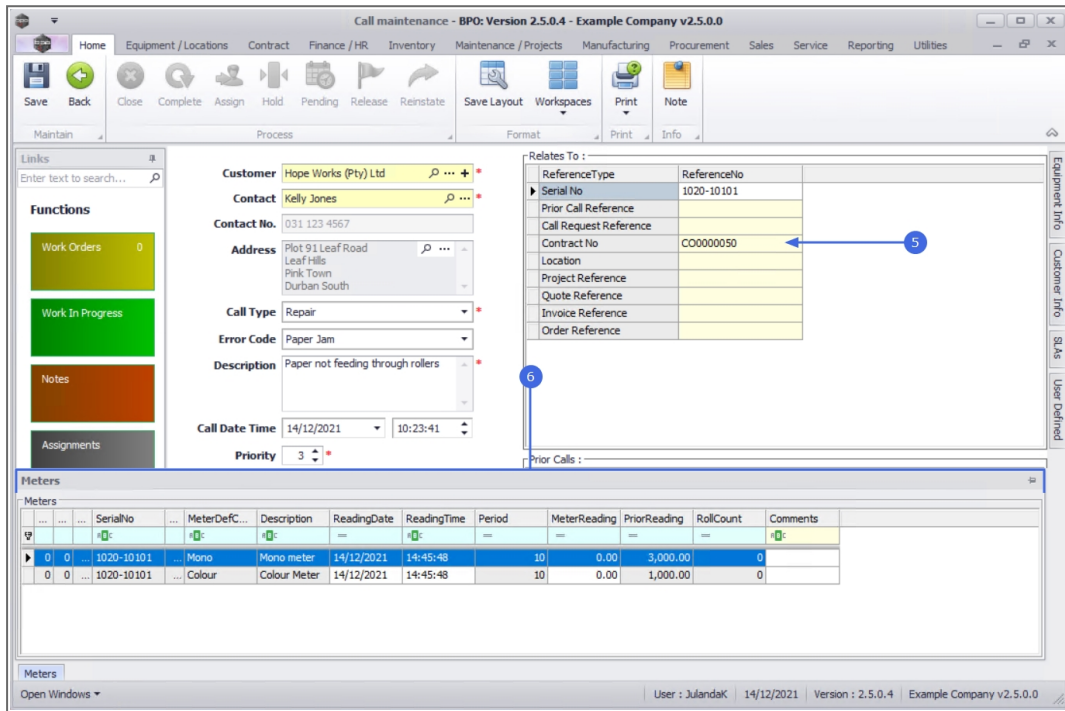 Call maintenance - BPO: Version 2.5.0.4 - Example Company v2.5.0.0
Home Equipment / Locations Contract Finance / HR Inventory Maintenance / Projects Manufacturing Procurement Sales Service Reporting Utilities
Save Back Close Complete Assign Hold Pending Release Reinstate Save Layout Workspaces Print Note
Maintain Process Format Print Info
Links
Enter text to search...
Functions
Work Orders 0
Work In Progress
Notes
Assignments
Customer Hope Works (Pty) Ltd *
Contact Kelly Jones *
Contact No. 031 123 4567
Address Plot 91 Leaf Road
Leaf Hills
Pink Town
Durban South
Call Type Repair *
Error Code Paper Jam
Description Paper not feeding through rollers *
Call Date Time 14/12/2021 10:23:41
Priority 3 *
Relates To :
ReferenceType ReferenceNo
Serial No 1020-10101
Prior Call Reference
Call Request Reference
Contract No CO0000050
Location
Project Reference
Quote Reference
Invoice Reference
Order Reference
5
6
Prior Calls :
Equipment Info
Customer Info
SLAs
User Defined
Meters
Meters
... ... ... SerialNo ... MeterDefC... Description ReadingDate ReadingTime Period MeterReading PriorReading RollCount Comments
0 0 ... 1020-10101 ... Mono Mono meter 14/12/2021 14:45:48 10 0.00 3,000.00 0
0 0 ... 1020-10101 ... Colour Colour Meter 14/12/2021 14:45:48 10 0.00 1,000.00 0
Meters
Open Windows User : JulandaK 14/12/2021 Version : 2.5.0.4 Example Company v2.5.0.0